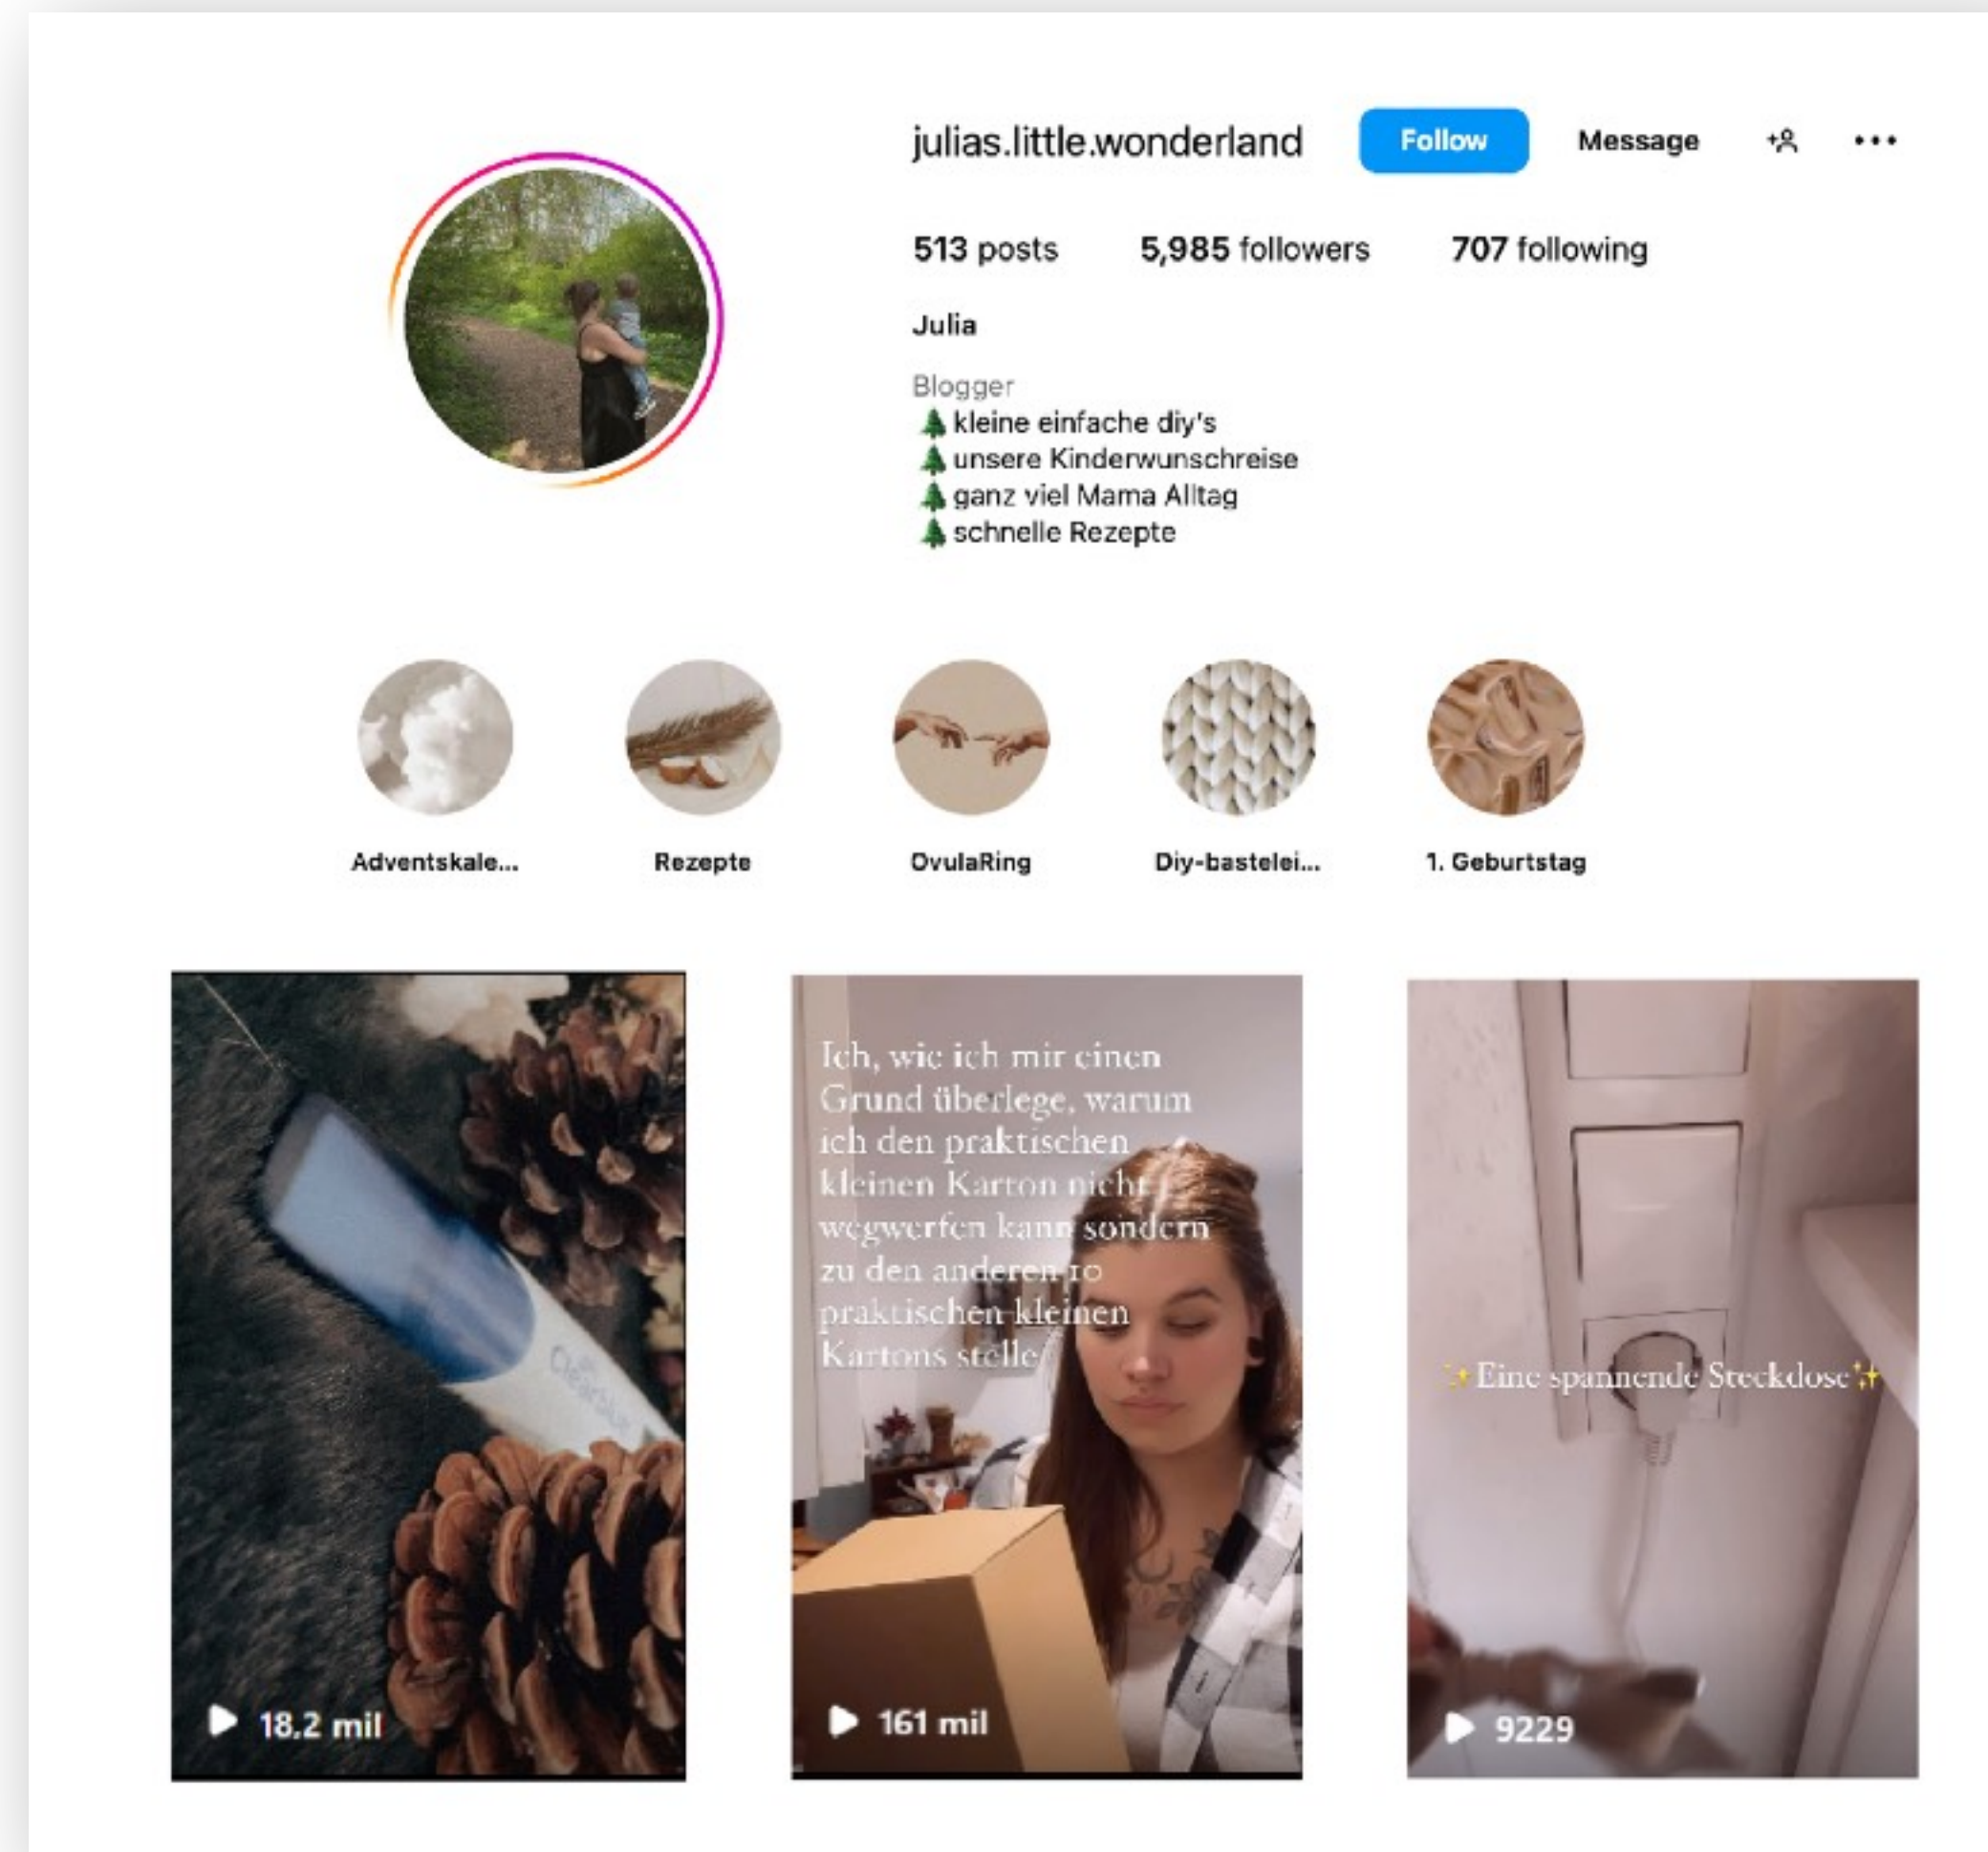 julias.little.wonderland Follow Message
513 posts 5,985 followers 707 following
Julia
Blogger
🌲kleine einfache diy's
🌲unsere Kinderwunschreise
🌲ganz viel Mama Alltag
🌲schnelle Rezepte
Adventskale... Rezepte OvulaRing Diy-bastelei... 1. Geburtstag
Clearblue
18,2 mil
Ich, wie ich mir einen
Grund überlege, warum
ich den praktischen
kleinen Karton nicht
wegwerfen kann sondern
zu den anderen 10
praktischen kleinen
Kartons stelle
161 mil
✨Eine spannende Steckdose✨
9229